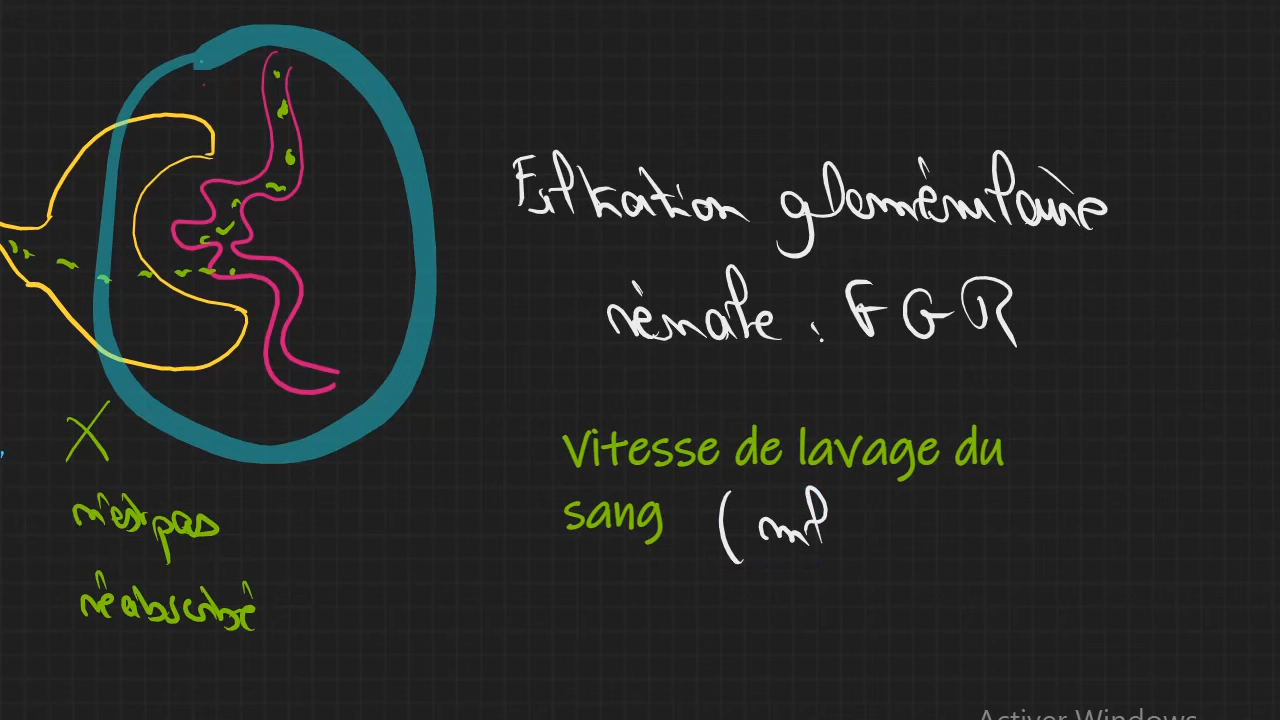 Filtration glomérulaire
rénale : FGR
Vitesse de lavage du
sang (ml
X
n'est pas
réabsorbé
Activer Windows